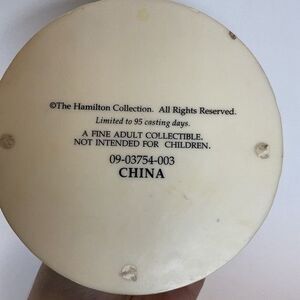 ©The Hamilton Collection. All Rights Reserved.
Limited to 95 casting days.
A FINE ADULT COLLECTIBLE.
NOT INTENDED FOR CHILDREN.
09-03754-003
CHINA